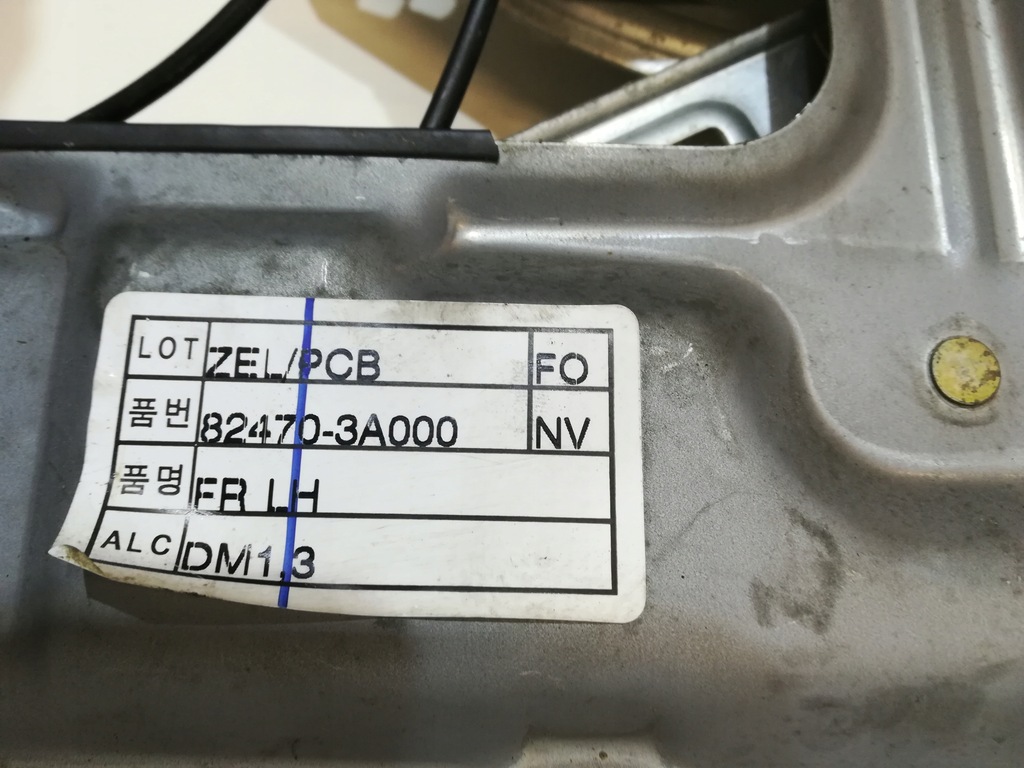 LOT ZEL/PCB FO
품번 82470-3A000 NV
품명 FR LH
ALC DM1,3